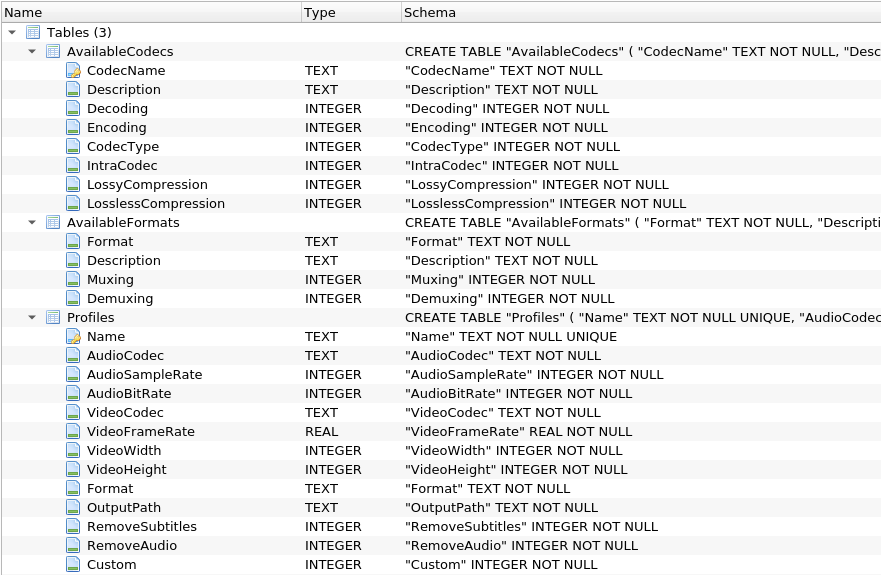 Name Type Schema
Tables (3)
AvailableCodecs CREATE TABLE "AvailableCodecs" ( "CodecName" TEXT NOT NULL, "Desc
CodecName TEXT "CodecName" TEXT NOT NULL
Description TEXT "Description" TEXT NOT NULL
Decoding INTEGER "Decoding" INTEGER NOT NULL
Encoding INTEGER "Encoding" INTEGER NOT NULL
CodecType INTEGER "CodecType" INTEGER NOT NULL
IntraCodec INTEGER "IntraCodec" INTEGER NOT NULL
LossyCompression INTEGER "LossyCompression" INTEGER NOT NULL
LosslessCompression INTEGER "LosslessCompression" INTEGER NOT NULL
AvailableFormats CREATE TABLE "AvailableFormats" ( "Format" TEXT NOT NULL, "Descripti
Format TEXT "Format" TEXT NOT NULL
Description TEXT "Description" TEXT NOT NULL
Muxing INTEGER "Muxing" INTEGER NOT NULL
Demuxing INTEGER "Demuxing" INTEGER NOT NULL
Profiles CREATE TABLE "Profiles" ( "Name" TEXT NOT NULL UNIQUE, "AudioCodec
Name TEXT "Name" TEXT NOT NULL UNIQUE
AudioCodec TEXT "AudioCodec" TEXT NOT NULL
AudioSampleRate INTEGER "AudioSampleRate" INTEGER NOT NULL
AudioBitRate INTEGER "AudioBitRate" INTEGER NOT NULL
VideoCodec TEXT "VideoCodec" TEXT NOT NULL
VideoFrameRate REAL "VideoFrameRate" REAL NOT NULL
VideoWidth INTEGER "VideoWidth" INTEGER NOT NULL
VideoHeight INTEGER "VideoHeight" INTEGER NOT NULL
Format TEXT "Format" TEXT NOT NULL
OutputPath TEXT "OutputPath" TEXT NOT NULL
RemoveSubtitles INTEGER "RemoveSubtitles" INTEGER NOT NULL
RemoveAudio INTEGER "RemoveAudio" INTEGER NOT NULL
Custom INTEGER "Custom" INTEGER NOT NULL